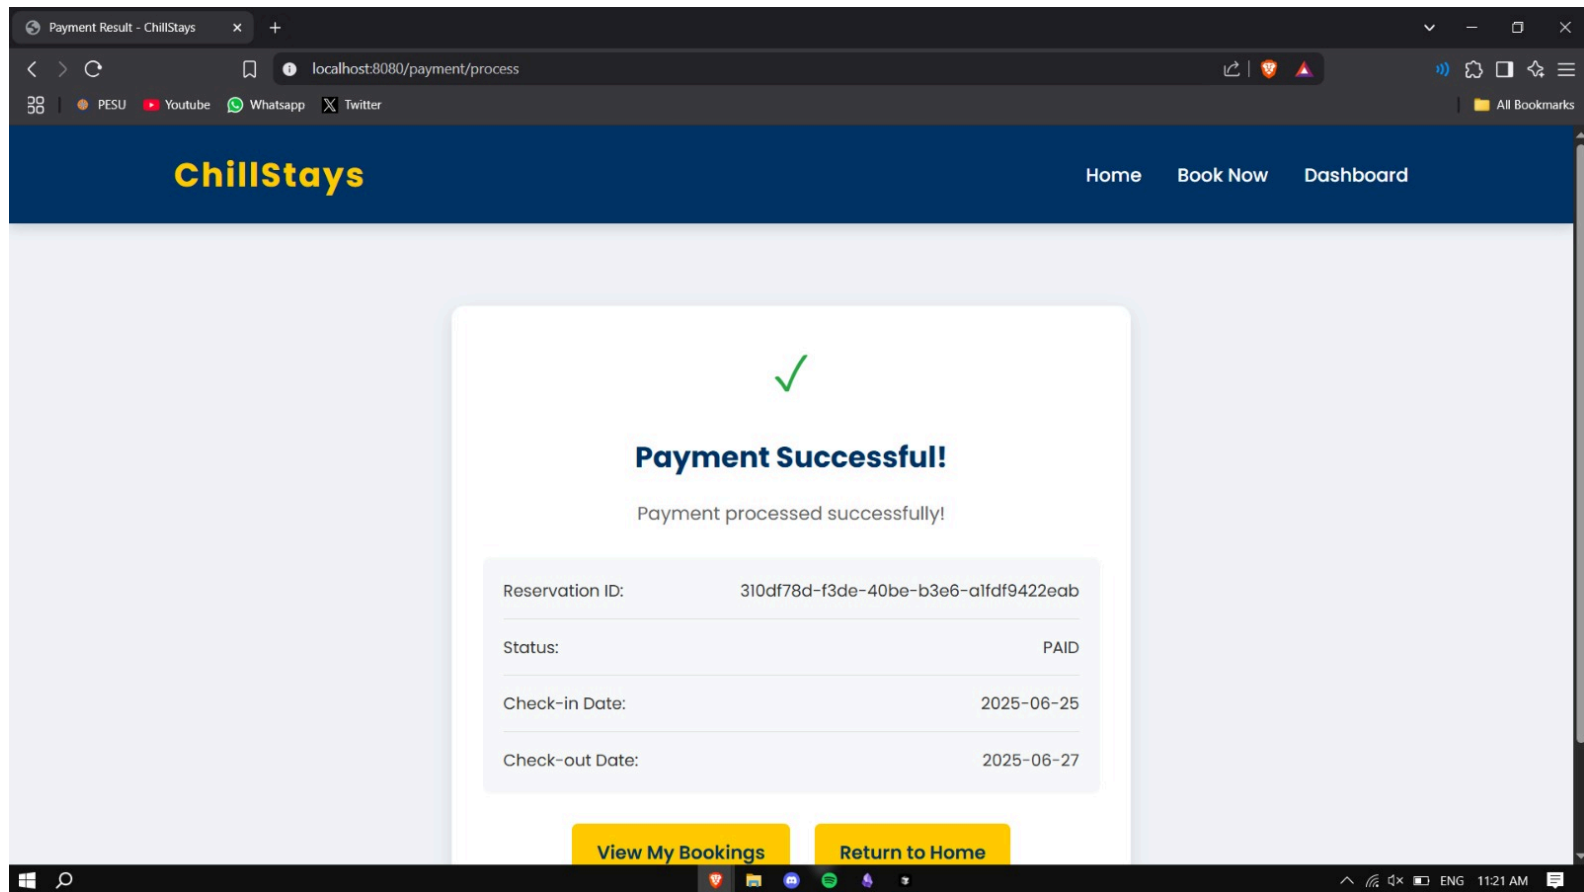 Payment Result - ChillStays
localhost:8080/payment/process
PESU Youtube Whatsapp Twitter All Bookmarks
ChillStays Home Book Now Dashboard
Payment Successful!
Payment processed successfully!
Reservation ID: 310df78d-f3de-40be-b3e6-a1fdf9422eab
Status: PAID
Check-in Date: 2025-06-25
Check-out Date: 2025-06-27
View My Bookings Return to Home
ENG 11:21 AM